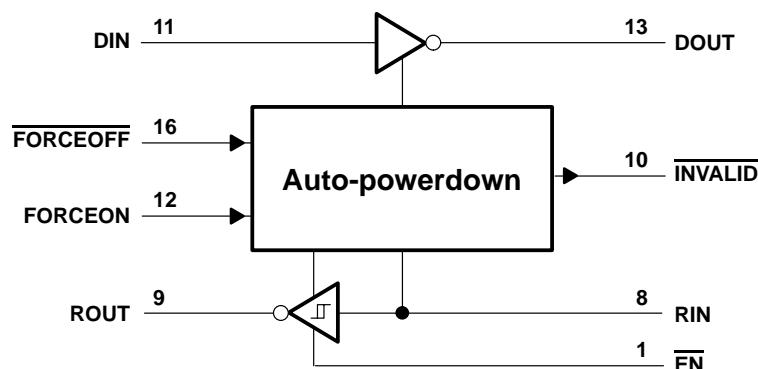 DIN 11 13 DOUT
FORCEOFF 16
Auto-powerdown 10 INVALID
FORCEON 12
ROUT 9 8 RIN
1 EN